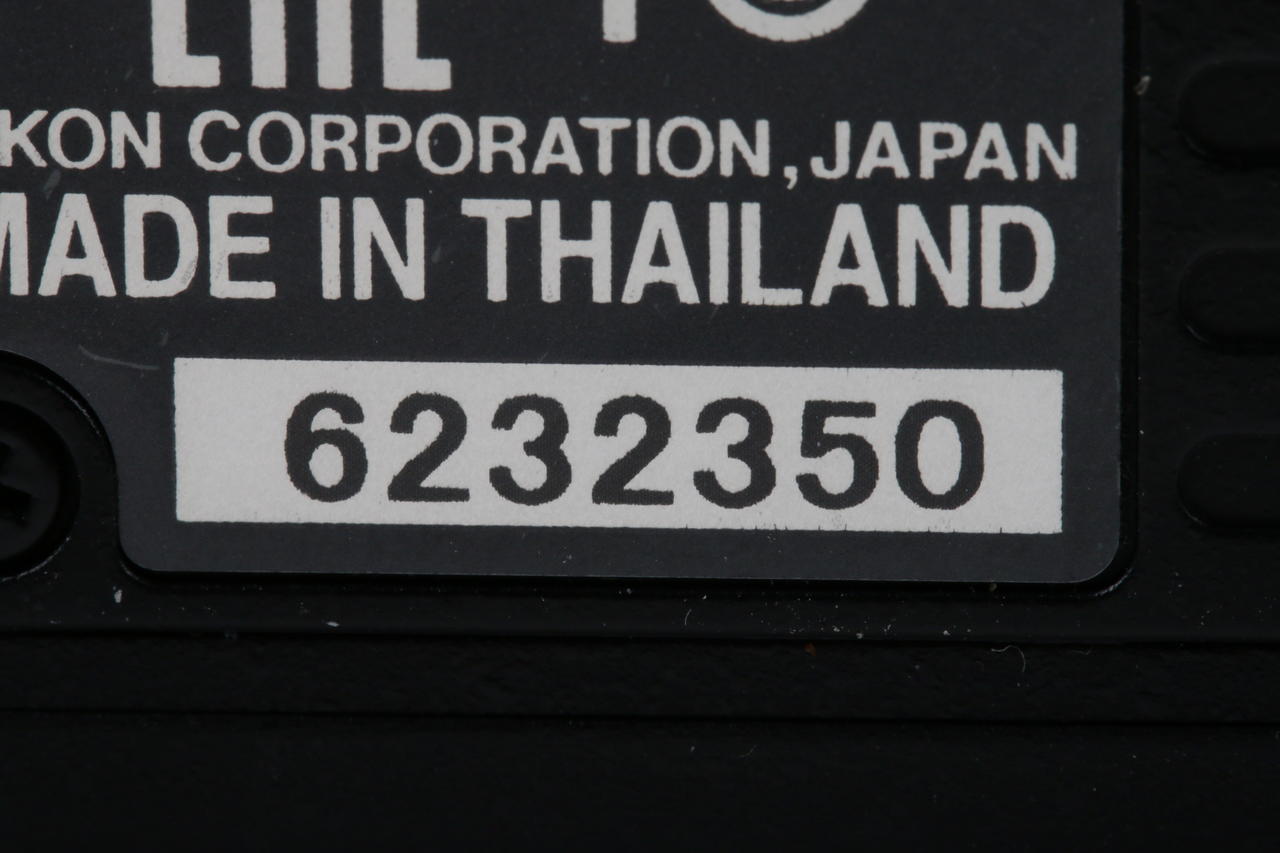 KON CORPORATION, JAPAN
MADE IN THAILAND
6232350